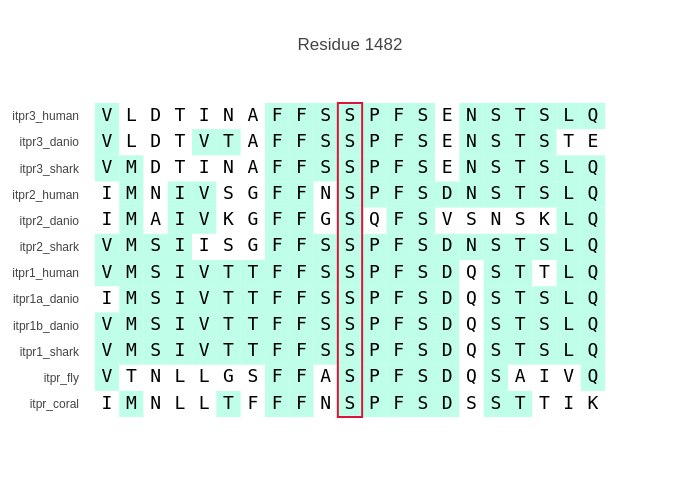 Residue 1482
itpr3_human V L D T I N A F F S S P F S E N S T S L Q
itpr3_danio V L D T V T A F F S S P F S E N S T S T E
itpr3_shark V M D T I N A F F S S P F S E N S T S L Q
itpr2_human I M N I V S G F F N S P F S D N S T S L Q
itpr2_danio I M A I V K G F F G S Q F S V S N S K L Q
itpr2_shark V M S I I S G F F S S P F S D N S T S L Q
itpr1_human V M S I V T T F F S S P F S D Q S T T L Q
itpr1a_danio I M S I V T T F F S S P F S D Q S T S L Q
itpr1b_danio V M S I V T T F F S S P F S D Q S T S L Q
itpr1_shark V M S I V T T F F S S P F S D Q S T S L Q
itpr_fly V T N L L G S F F A S P F S D Q S A I V Q
itpr_coral I M N L L T F F F N S P F S D S S T T I K